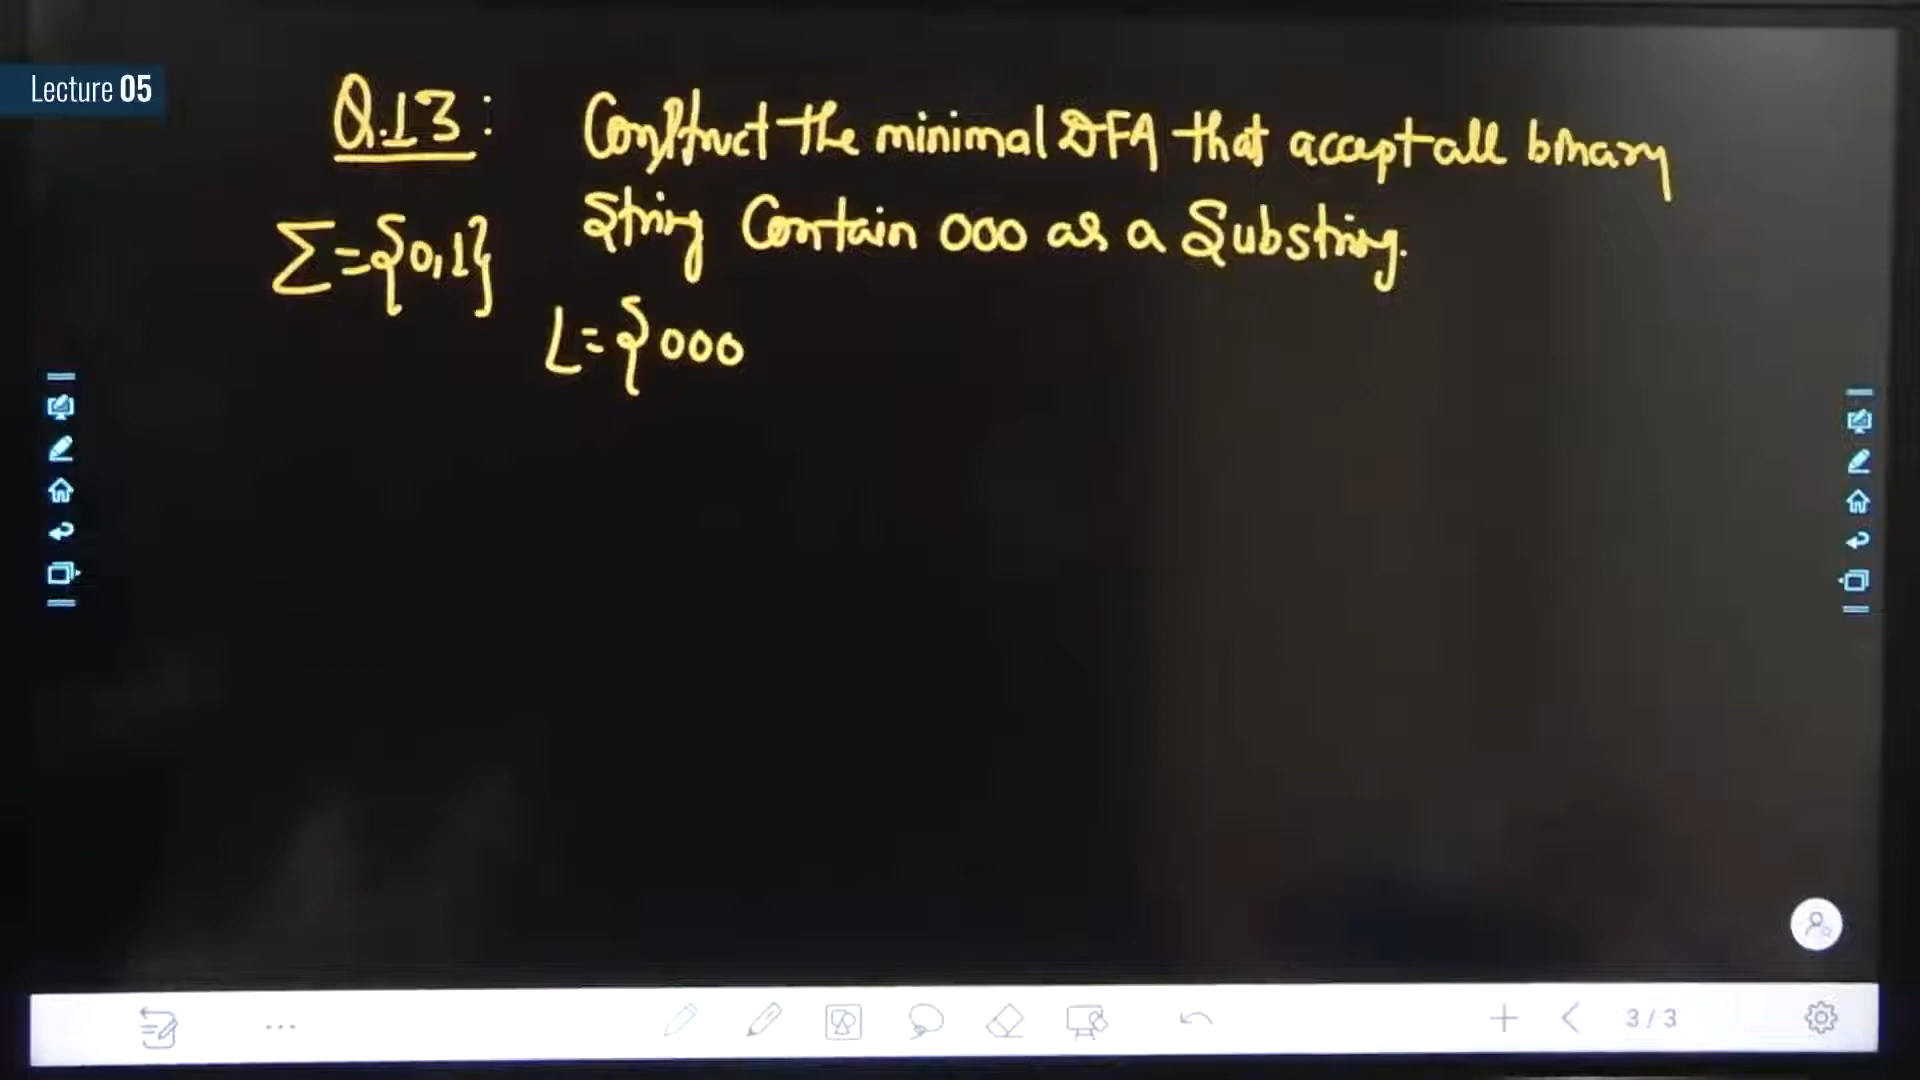 Lecture 05
Q.13: Construct the minimal DFA that accept all binary
String Contain 000 as a Substring.
Σ={0,1}
L={000
3/3